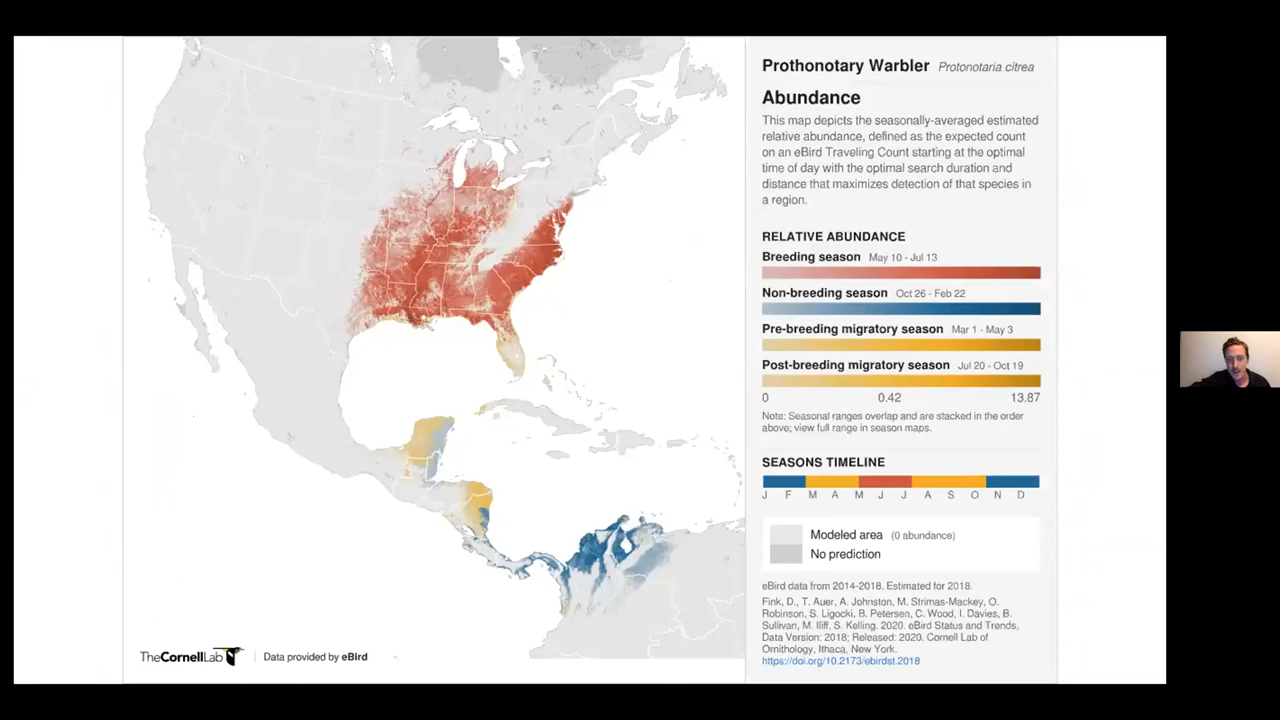 Prothonotary Warbler Protonotaria citrea
Abundance
This map depicts the seasonally-averaged estimated
relative abundance, defined as the expected count
on an eBird Traveling Count starting at the optimal
time of day with the optimal search duration and
distance that maximizes detection of that species in
a region.
RELATIVE ABUNDANCE
Breeding season May 10 - Jul 13
Non-breeding season Oct 26 - Feb 22
Pre-breeding migratory season Mar 1 - May 3
Post-breeding migratory season Jul 20 - Oct 19
0 0.42 13.87
Note: Seasonal ranges overlap and are stacked in the order
above; view full range in season maps.
SEASONS TIMELINE
J F M A M J J A S O N D
Modeled area (0 abundance)
No prediction
eBird data from 2014-2018. Estimated for 2018.
Fink, D., T. Auer, A. Johnston, M. Strimas-Mackey, O.
Robinson, S. Ligocki, B. Petersen, C. Wood, I. Davies, B.
Sullivan, M. Iliff, S. Kelling. 2020. eBird Status and Trends,
Data Version: 2018; Released: 2020. Cornell Lab of
Ornithology, Ithaca, New York.
https://doi.org/10.2173/ebirdst.2018
TheCornellLab Data provided by eBird